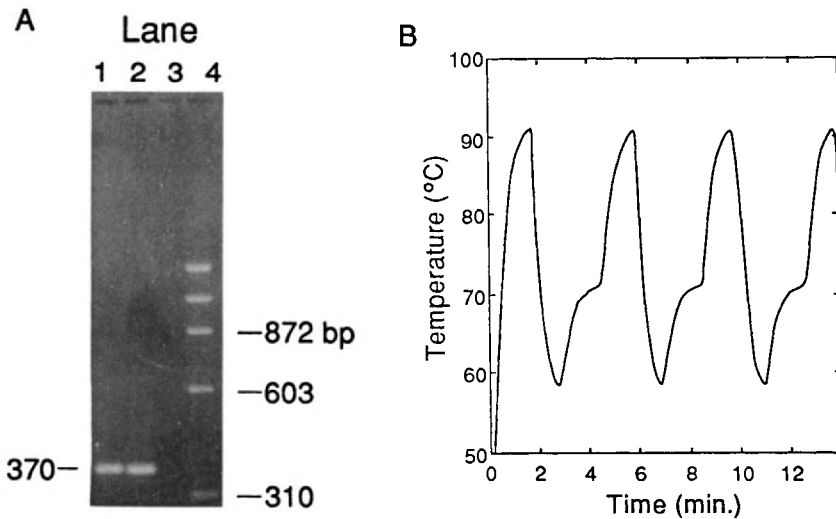 A
Lane
1 2 3 4
—872 bp
—603
370—
—310
B
100
90
80
70
60
50
Temperature (°C)
0 2 4 6 8 10 12
Time (min.)